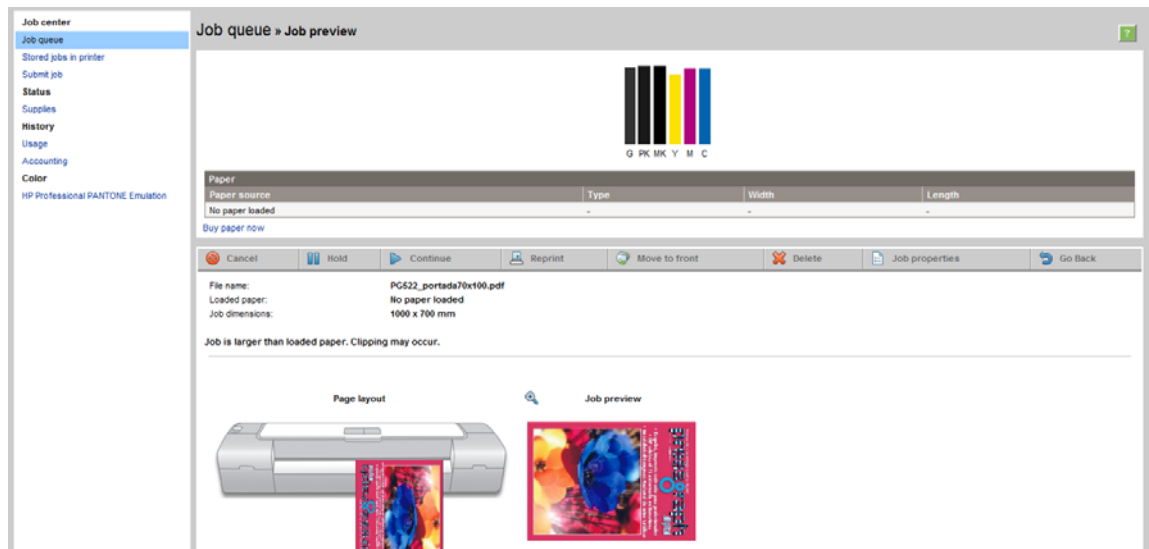 Job center
Job queue
Stored jobs in printer
Submit job
Status
Supplies
History
Usage
Accounting
Color
HP Professional PANTONE Emulation
Job queue » Job preview
?
G PK MK Y M C
Paper
Paper source Type Width Length
No paper loaded - - -
Buy paper now
Cancel Hold Continue Reprint Move to front Delete Job properties Go Back
File name: PG522_portada70x100.pdf
Loaded paper: No paper loaded
Job dimensions: 1000 x 700 mm
Job is larger than loaded paper. Clipping may occur.
Page layout Job preview